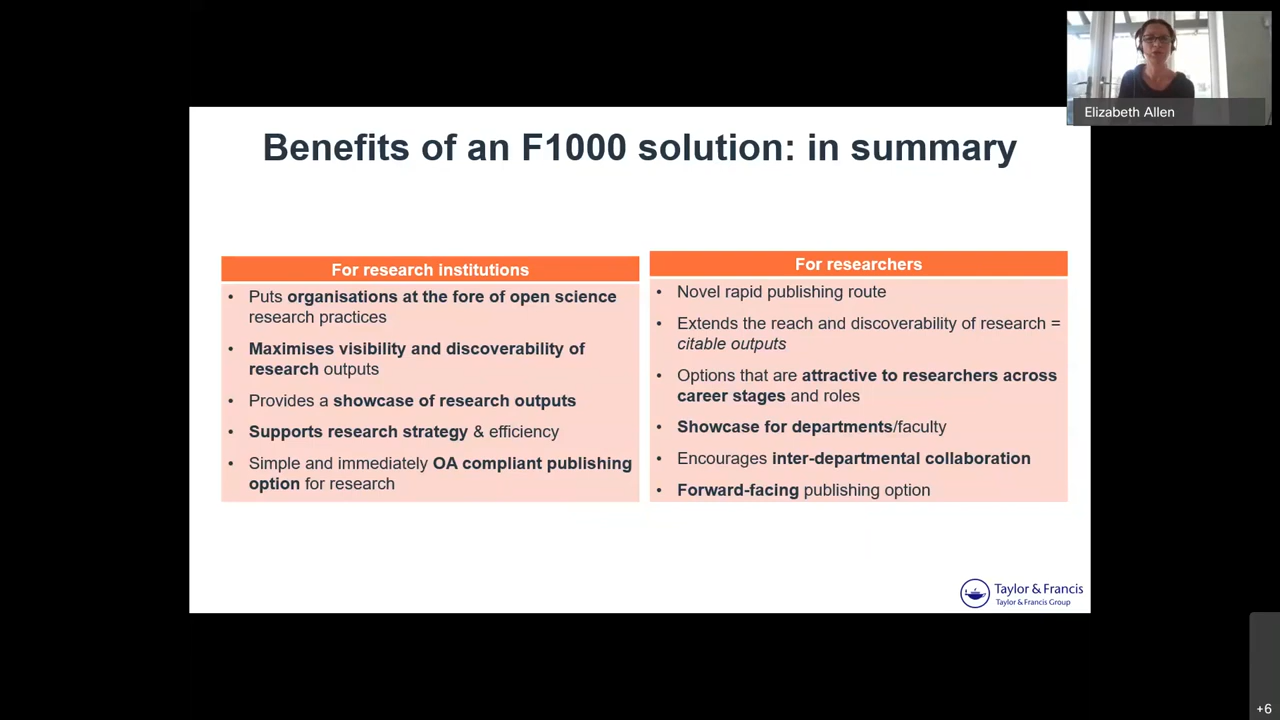 Elizabeth Allen
Benefits of an F1000 solution: in summary
For research institutions
• Puts organisations at the fore of open science
research practices
• Maximises visibility and discoverability of
research outputs
• Provides a showcase of research outputs
• Supports research strategy & efficiency
• Simple and immediately OA compliant publishing
option for research
For researchers
• Novel rapid publishing route
• Extends the reach and discoverability of research =
citable outputs
• Options that are attractive to researchers across
career stages and roles
• Showcase for departments/faculty
• Encourages inter-departmental collaboration
• Forward-facing publishing option
Taylor & Francis
Taylor & Francis Group
+6